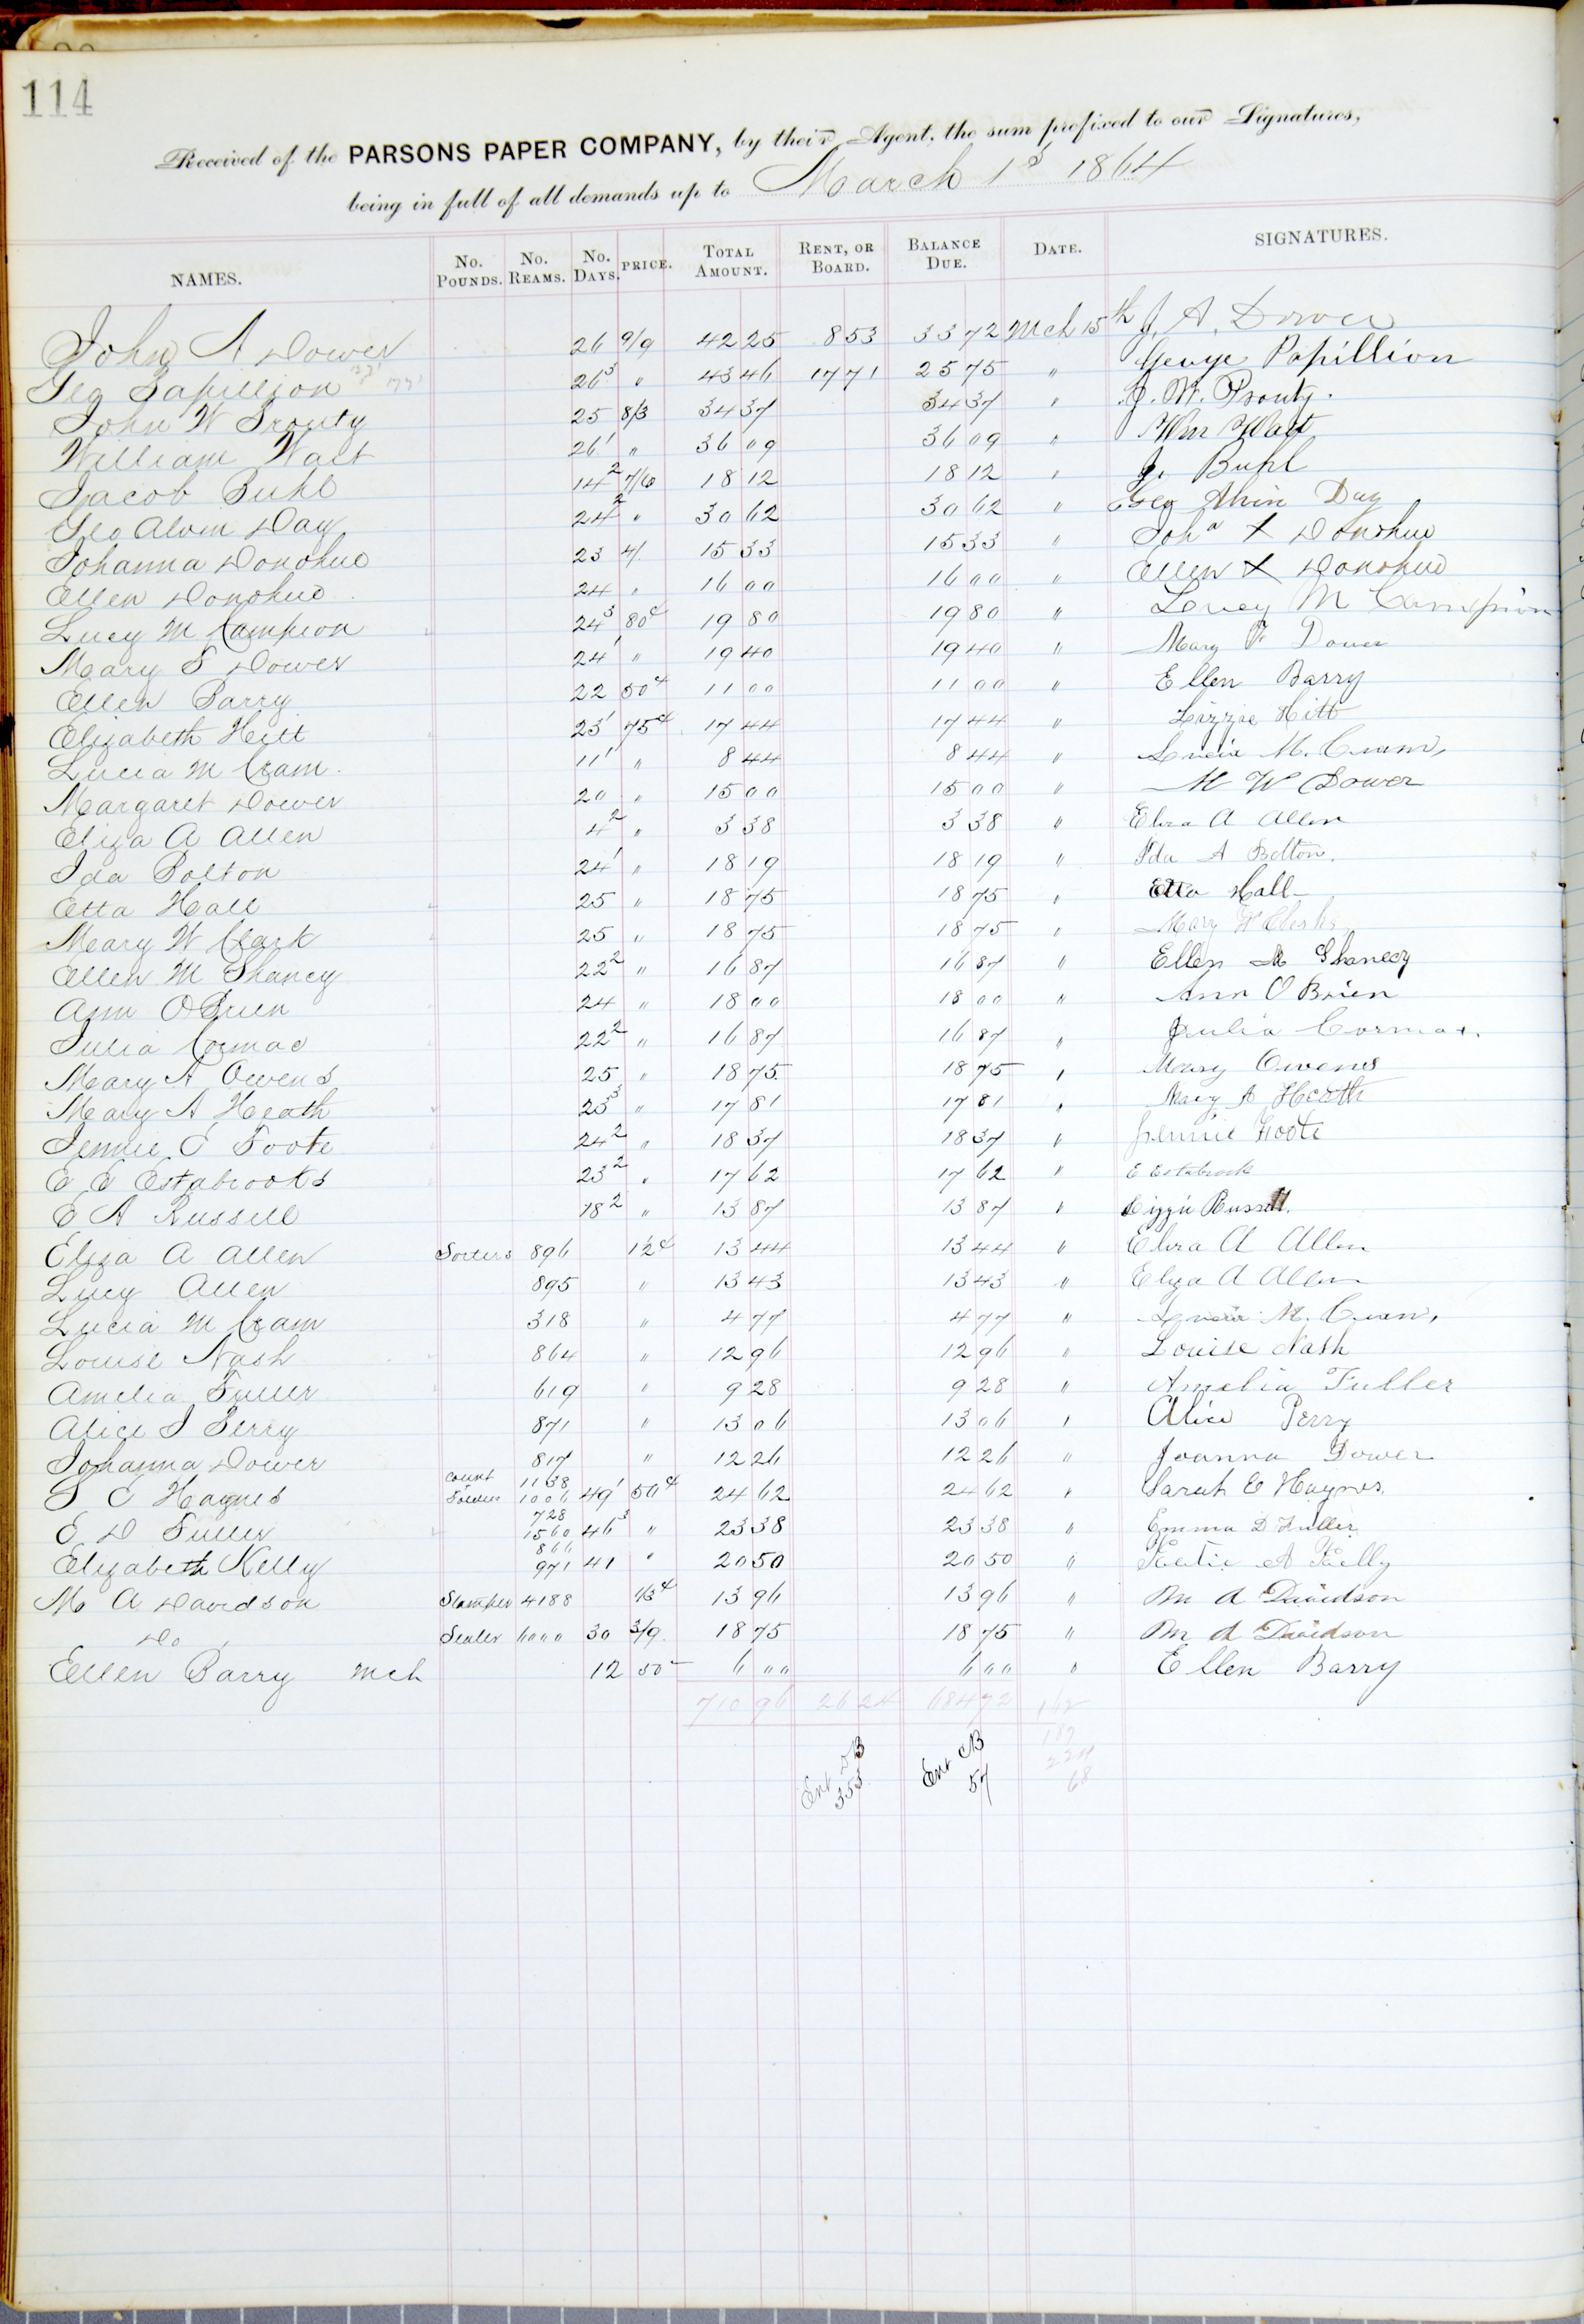 114
Received of the PARSONS PAPER COMPANY, by their Agent, the sum prefixed to our Signatures,
being in full of all demands up to March 1st 1864
NAMES. No. Pounds. No. Reams. No. Days. PRICE. Total Amount. Rent, or Board. Balance Due. Date. SIGNATURES.
John A Dower 26 9/9 42 25 8 53 33 72 Mch 15th J. A. Dower
Geo Papillion 26³ " 43 46 17 71 25 75 " George Papillion
John W Prouty 25 8/3 34 37 34 37 " J. W. Prouty.
William Wait 26¹ " 36 09 36 09 " Wm Wait
Jacob Buhl 14² 7/6 18 12 18 12 " J. Buhl
Geo Alvin Day 24² " 30 62 30 62 " Geo Alvin Day
Johanna Donohue 23 4/ 15 33 15 33 " Joha X Donohue
Ellen Donohue 24 " 16 00 16 00 " Ellen X Donohue
Lucy M Campion 24³ 80c 19 80 19 80 " Lucy M Campion
Mary F Dower 24¹ " 19 40 19 40 " Mary F Dower
Ellen Barry 22 50c 11 00 11 00 " Ellen Barry
Elizabeth Hitt 23¹ 75c 17 44 17 44 " Lizzie Hitt
Lucia M Cram. 11¹ " 8 44 8 44 " Lucia M. Cram,
Margaret Dower 20 " 15 00 15 00 " M W Dower
Eliza A Allen 4² " 3 38 3 38 " Eliza A Allen
Ida Bolton 24¹ " 18 19 18 19 " Ida A Bolton.
Etta Hall 25 " 18 75 18 75 " Etta Hall
Mary W Clark 25 " 18 75 18 75 " Mary W
Ellen M Shancy 22² " 16 87 16 87 " Ellen M Shanecy
Ann OBrien 24 " 18 00 18 00 " Ann O Brien
Julia Cormac 22² " 16 87 16 87 " Julia Cormac.
Mary A Owens 25 " 18 75 18 75 " Mary Owens
Mary A Heath 23³ " 17 81 17 81 " Mary A Heath
Jennie E Foote 24² " 18 37 18 37 " Jennie Foote
E E Estabrooks 23² " 17 62 17 62 " E Estabrook
E A Russell 18² " 13 87 13 87 " Lizzie Russell.
Eliza A Allen Sorters 896 1½c 13 44 13 44 " Eliza A Allen
Lucy Allen 895 " 13 43 13 43 " Eliza A Allen
Lucia M Cram 318 " 4 77 4 77 " Lucia M. Cram,
Louise Nash 864 " 12 96 12 96 " Louise Nash
Amelia Fuller 619 " 9 28 9 28 " Amelia Fuller
Alice J Perry 871 " 13 06 13 06 " Alice Perry
Johanna Dower 817 " 12 26 12 26 " Joanna Dower
count 1138
S E Haynes Folders 1006 49¹ 50c 24 62 24 62 " Sarah E Haynes.
728
E D Fuller 1560 46³ " 23 38 23 38 " Emma D Fuller
866
Elizabeth Kelly 971 41 " 20 50 20 50 " Katie A Kelly
M A Davidson Stamper 4188 ⅓c 13 96 13 96 " M A Davidson
Do Sealer 6000 30 3/9 18 75 18 75 " M A Davidson
Ellen Barry Mch 12 50c 6 00 6 00 " Ellen Barry
710 96 26 24 684 72 162
187
Ent DB 353
Ent CB 57
224
68